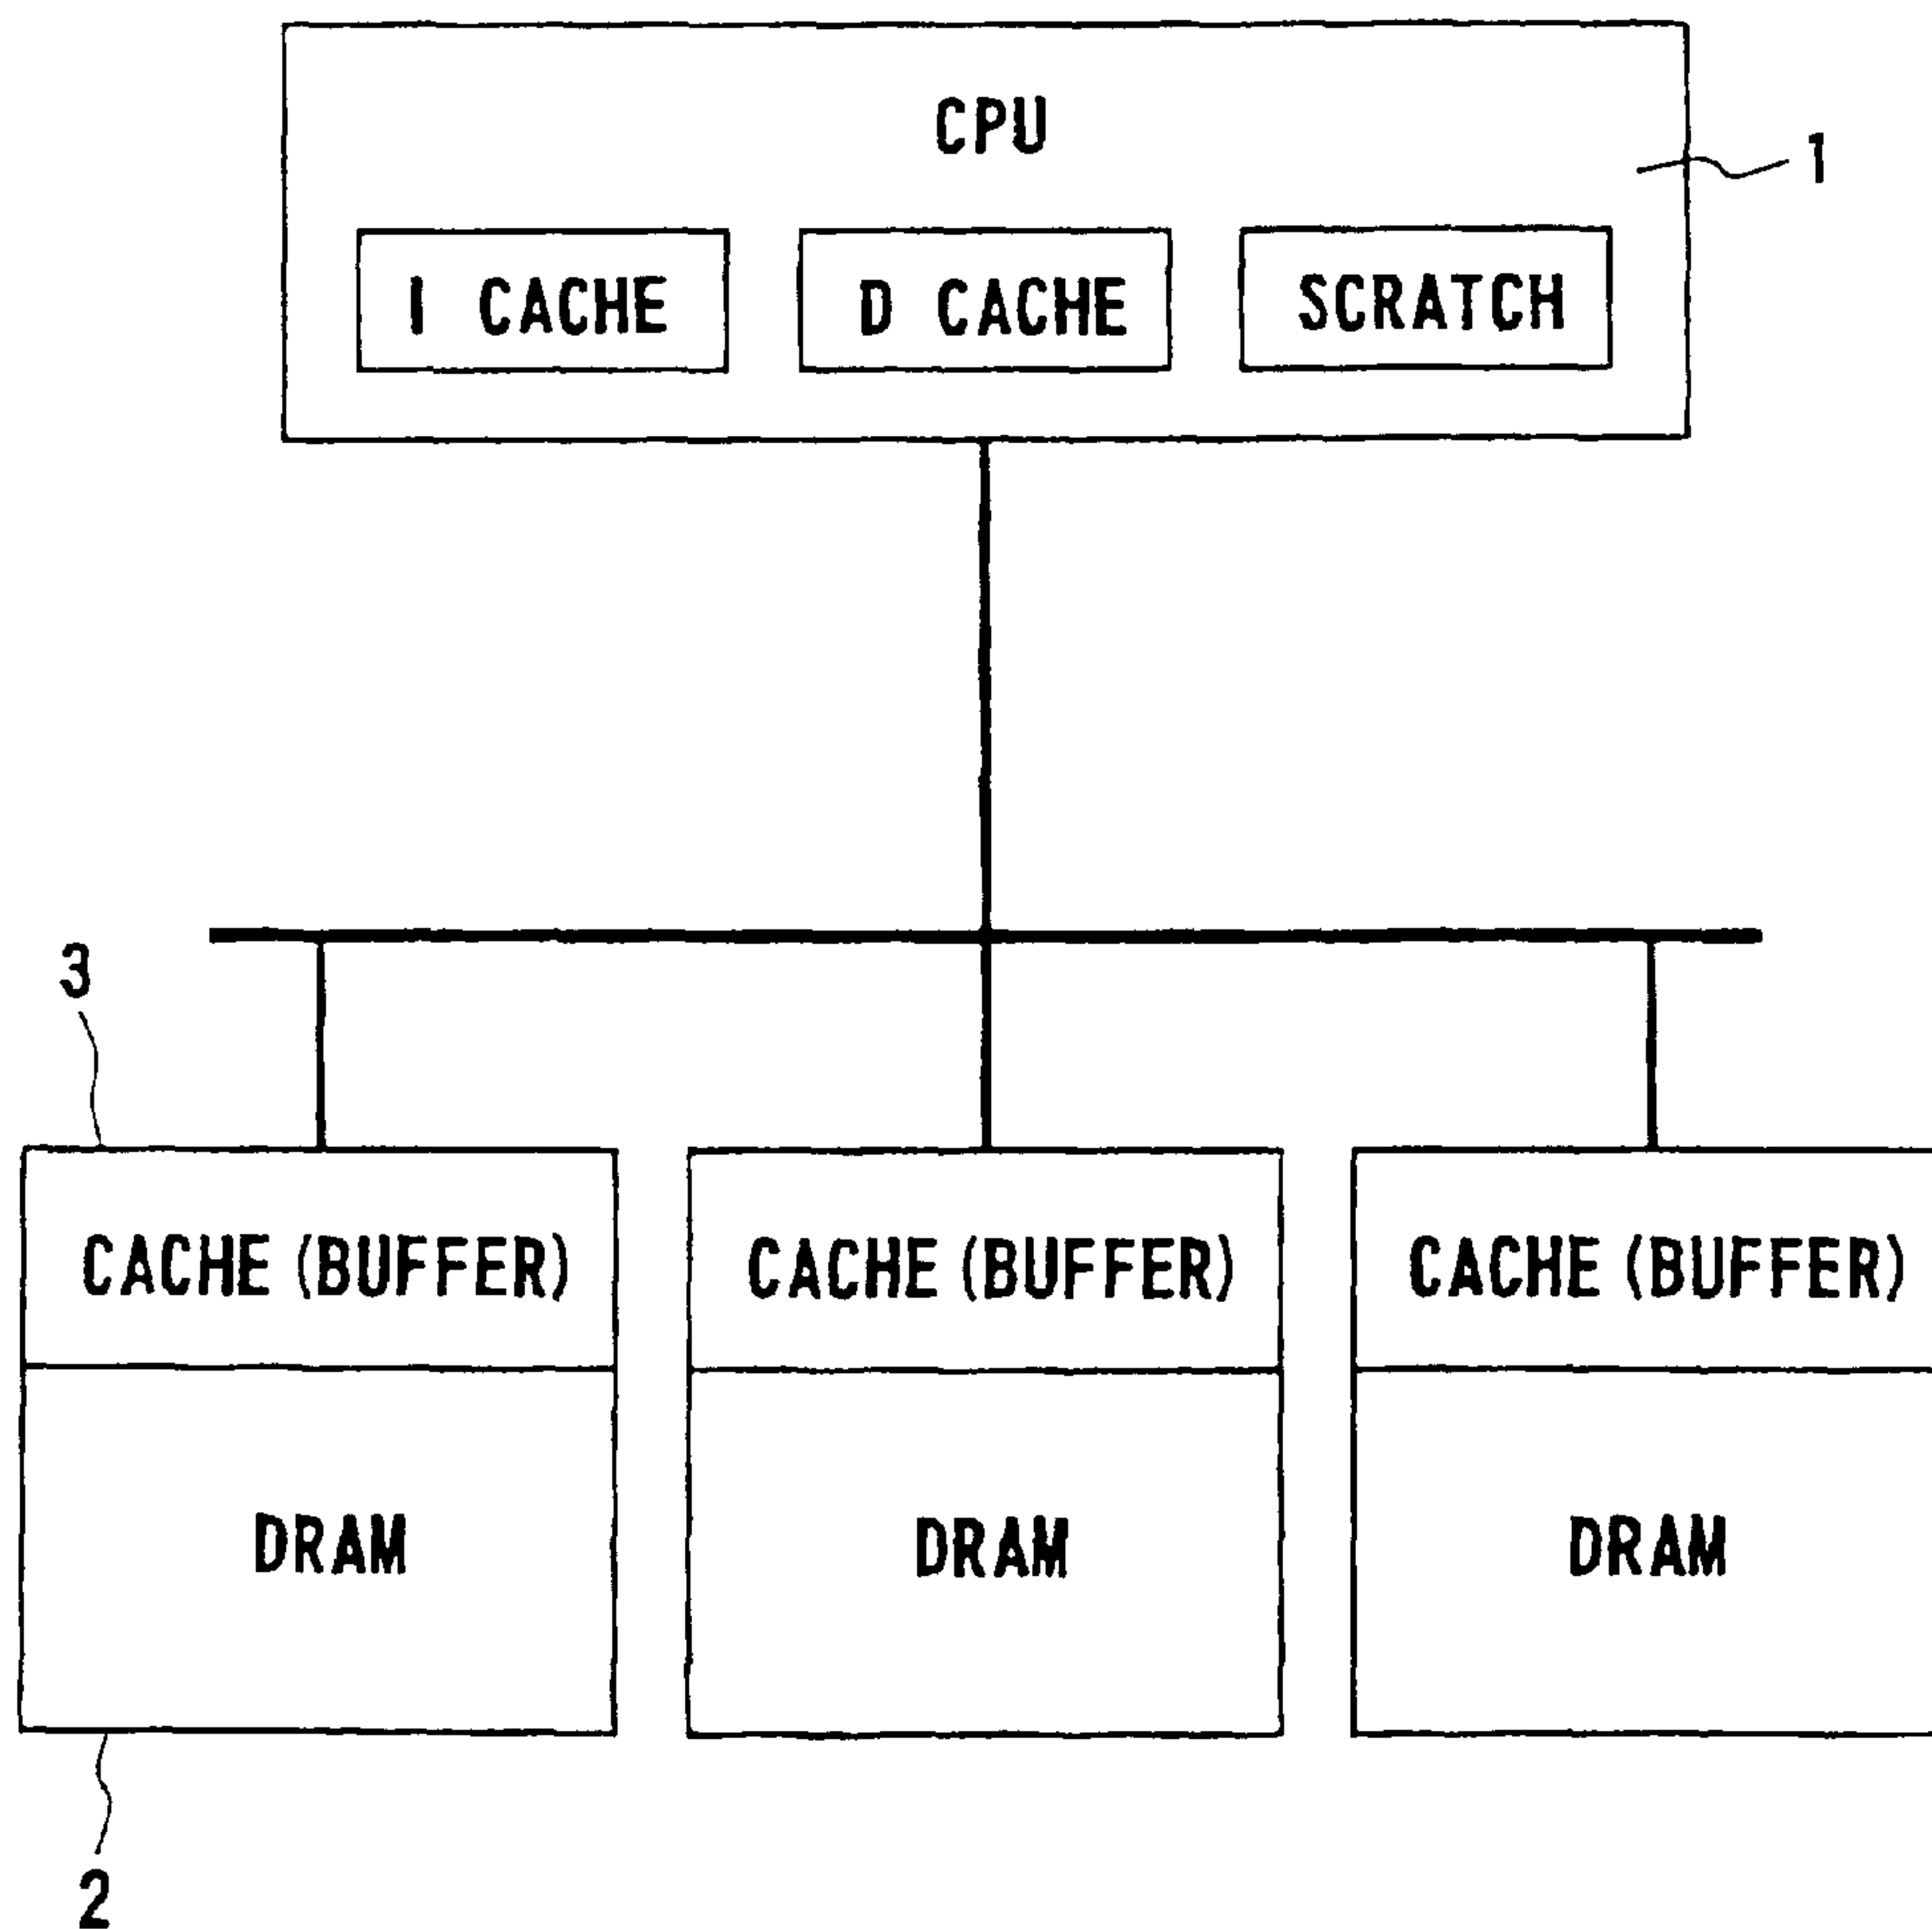 CPU
1
I CACHE
D CACHE
SCRATCH
3
CACHE (BUFFER)
CACHE (BUFFER)
CACHE (BUFFER)
DRAM
DRAM
DRAM
2